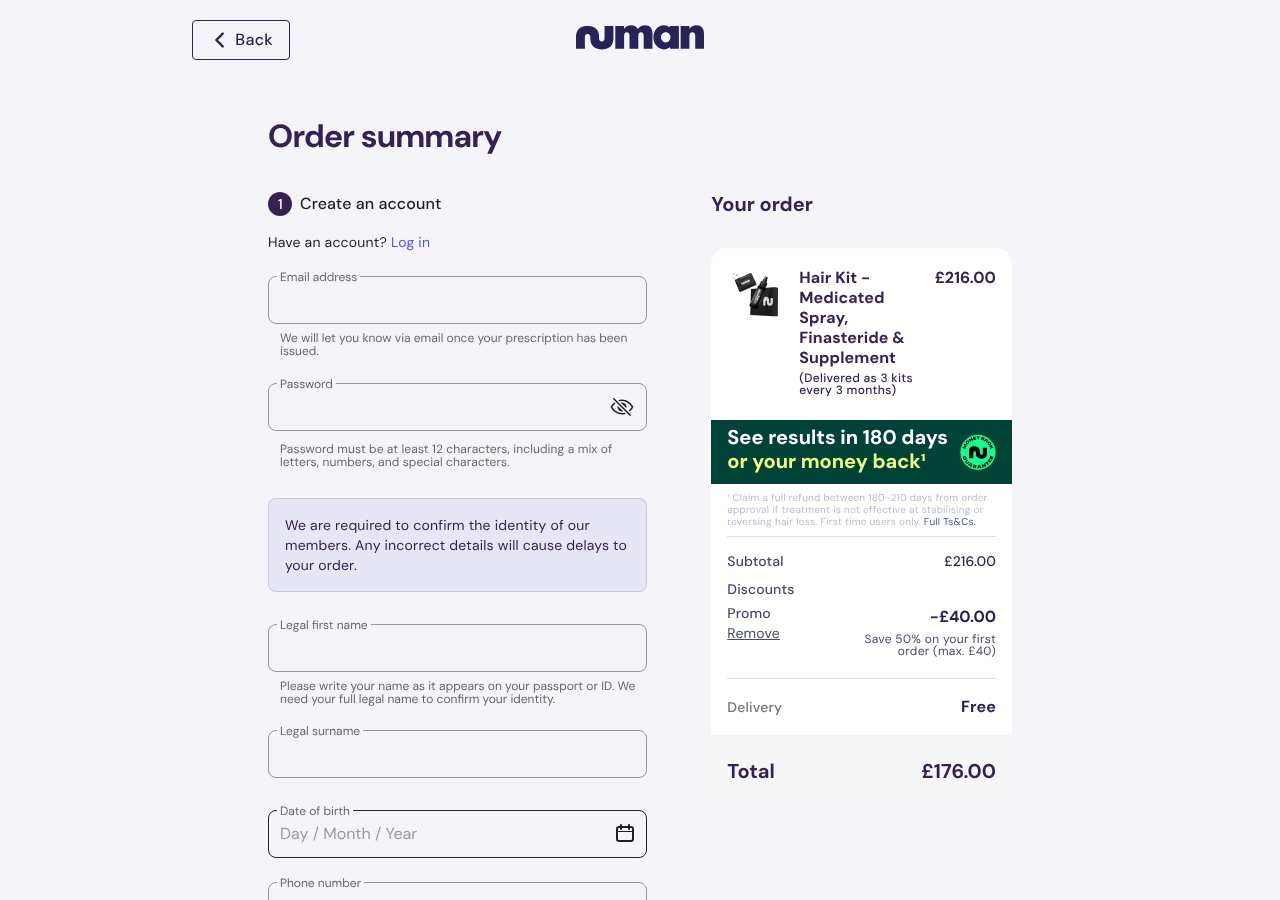 Back
numan
Order summary
1 Create an account
Have an account? Log in
Email address
We will let you know via email once your prescription has been
issued.
Password
Password must be at least 12 characters, including a mix of
letters, numbers, and special characters.
We are required to confirm the identity of our
members. Any incorrect details will cause delays to
your order.
Legal first name
Please write your name as it appears on your passport or ID. We
need your full legal name to confirm your identity.
Legal surname
Date of birth
Day / Month / Year
Phone number
Your order
Hair Kit - £216.00
Medicated
Spray,
Finasteride &
Supplement
(Delivered as 3 kits
every 3 months)
See results in 180 days
or your money back¹
¹ Claim a full refund between 180-210 days from order
approval if treatment is not effective at stabilising or
reversing hair loss. First time users only. Full Ts&Cs.
Subtotal £216.00
Discounts
Promo -£40.00
Remove
Save 50% on your first
order (max. £40)
Delivery Free
Total £176.00